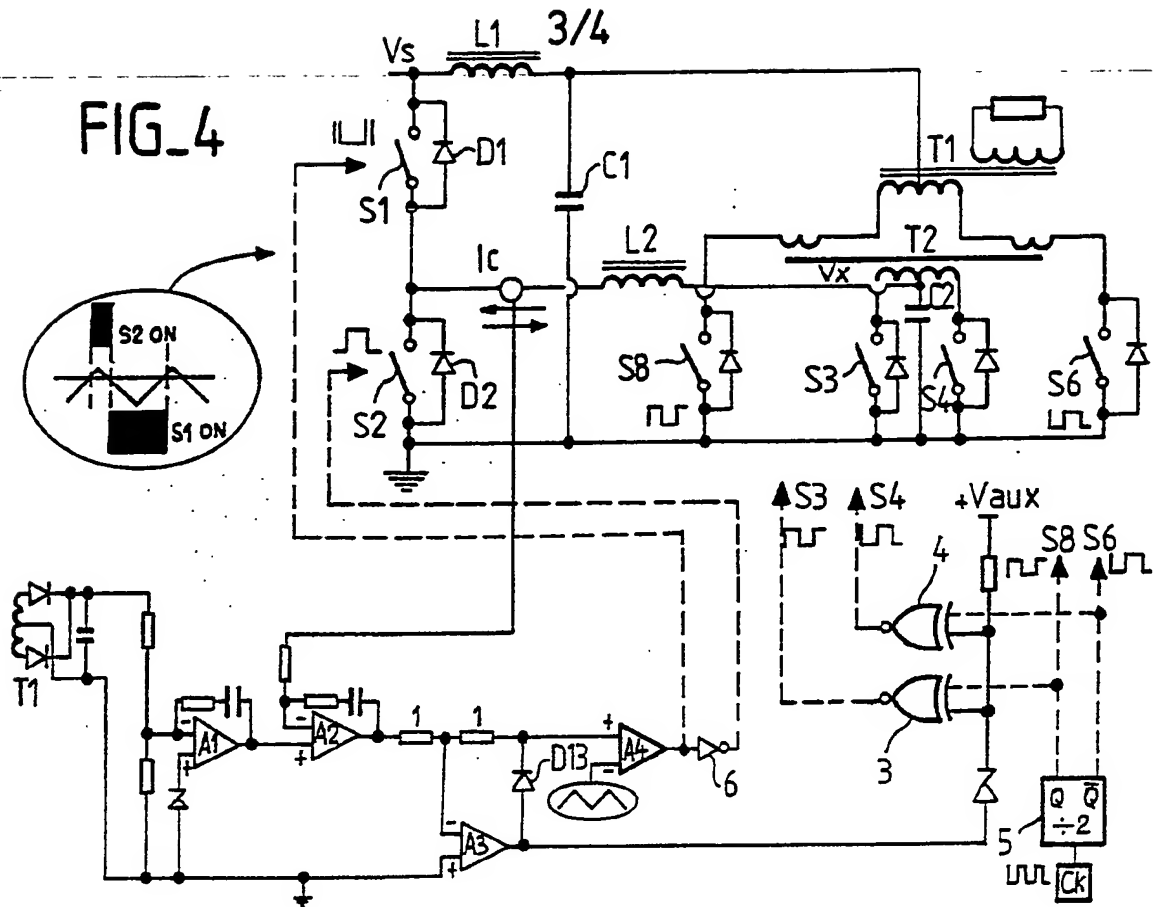 3/4
FIG_4
Vs
L1
D1
S1
C1
T1
T2
Ic
L2
Vx
C2
S2 ON
S1 ON
S2
D2
S8
S3
S4
S6
S3
S4
+Vaux
S8
S6
4
3
T1
-
A1
+
-
A2
+
1
1
D13
+
A4
-
6
-
A3
+
5
Q Q̅
÷2
Ck